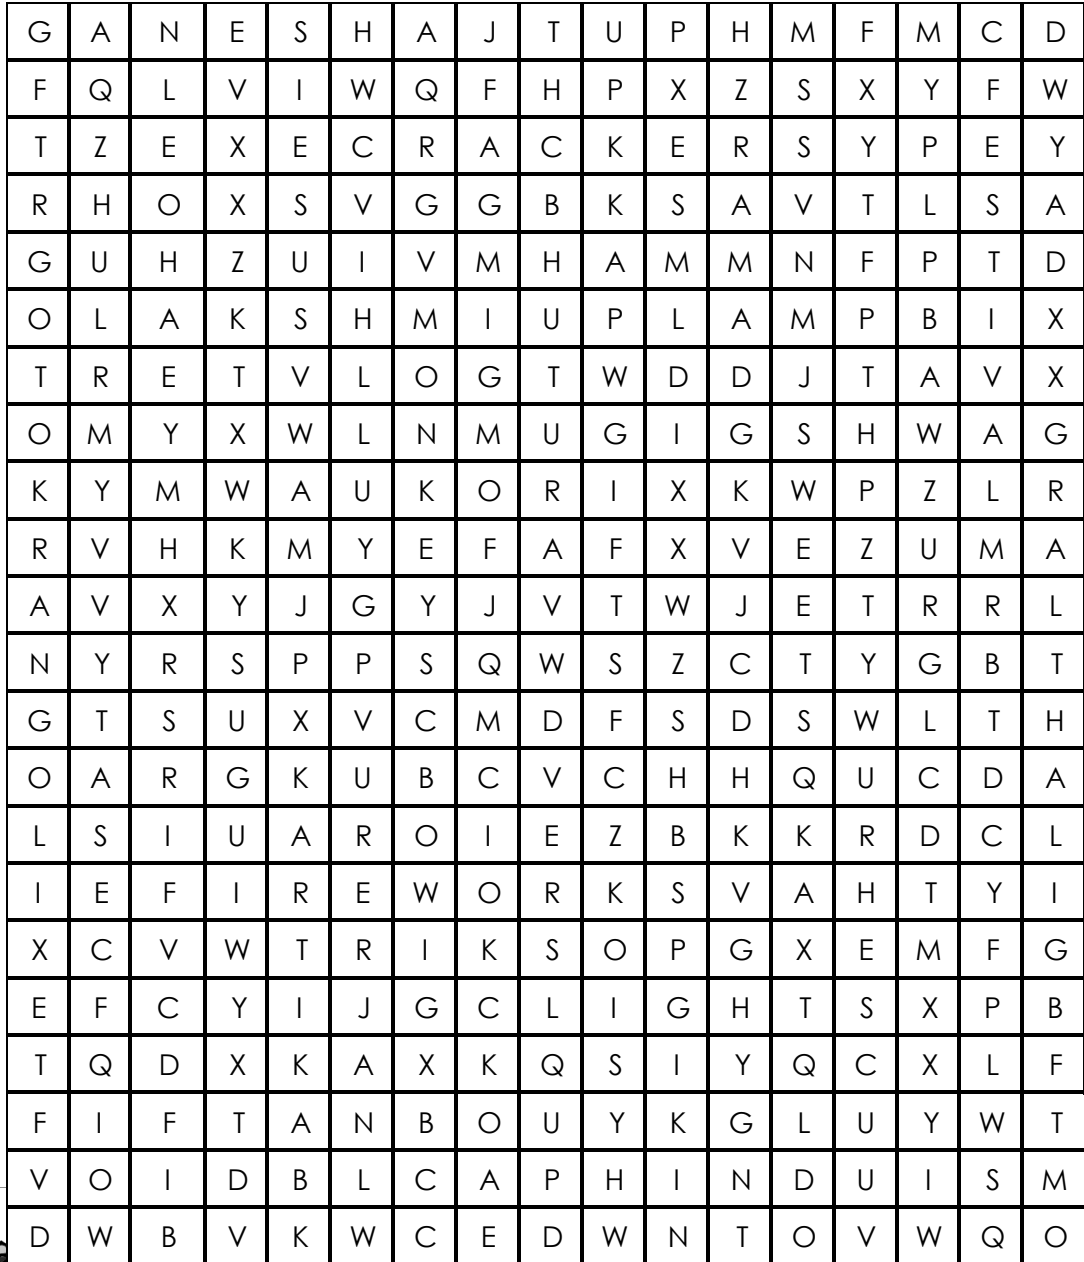 G A N E S H A J T U P H M F M C D
F Q L V I W Q F H P X Z S X Y F W
T Z E X E C R A C K E R S Y P E Y
R H O X S V G G B K S A V T L S A
G U H Z U I V M H A M M N F P T D
O L A K S H M I U P L A M P B I X
T R E T V L O G T W D D J T A V X
O M Y X W L N M U G I G S H W A G
K Y M W A U K O R I X K W P Z L R
R V H K M Y E F A F X V E Z U M A
A V X Y J G Y J V T W J E T R R L
N Y R S P P S Q W S Z C T Y G B T
G T S U X V C M D F S D S W L T H
O A R G K U B C V C H H Q U C D A
L S I U A R O I E Z B K K R D C L
I E F I R E W O R K S V A H T Y I
X C V W T R I K S O P G X E M F G
E F C Y I J G C L I G H T S X P B
T Q D X K A X K Q S I Y Q C X L F
F I F T A N B O U Y K G L U Y W T
V O I D B L C A P H I N D U I S M
D W B V K W C E D W N T O V W Q O